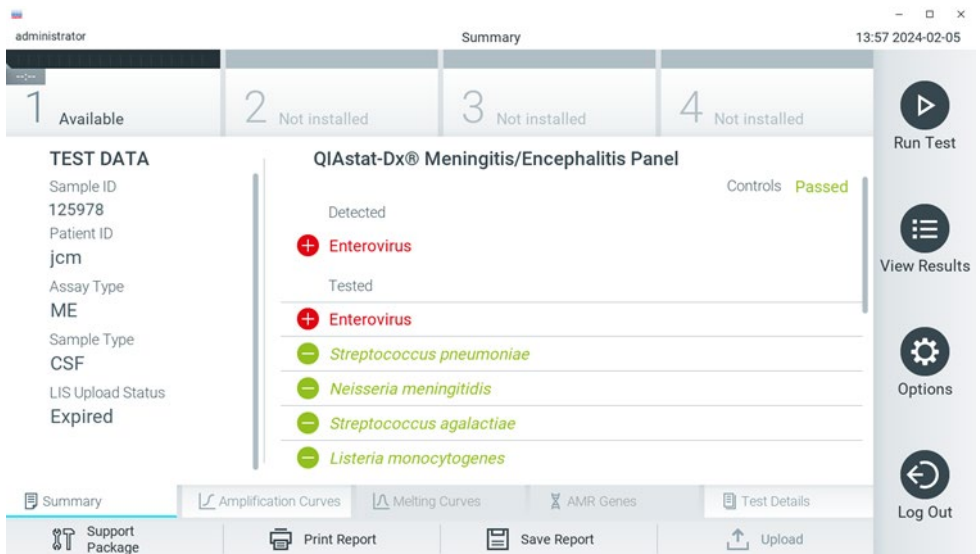 administrator
Summary
13:57 2024-02-05
--:--
1 Available
2 Not installed
3 Not installed
4 Not installed
TEST DATA
Sample ID
125978
Patient ID
jcm
Assay Type
ME
Sample Type
CSF
LIS Upload Status
Expired
QIAstat-Dx® Meningitis/Encephalitis Panel
Controls Passed
Detected
Enterovirus
Tested
Enterovirus
Streptococcus pneumoniae
Neisseria meningitidis
Streptococcus agalactiae
Listeria monocytogenes
Run Test
View Results
Options
Log Out
Summary
Amplification Curves
Melting Curves
AMR Genes
Test Details
Support
Package
Print Report
Save Report
Upload